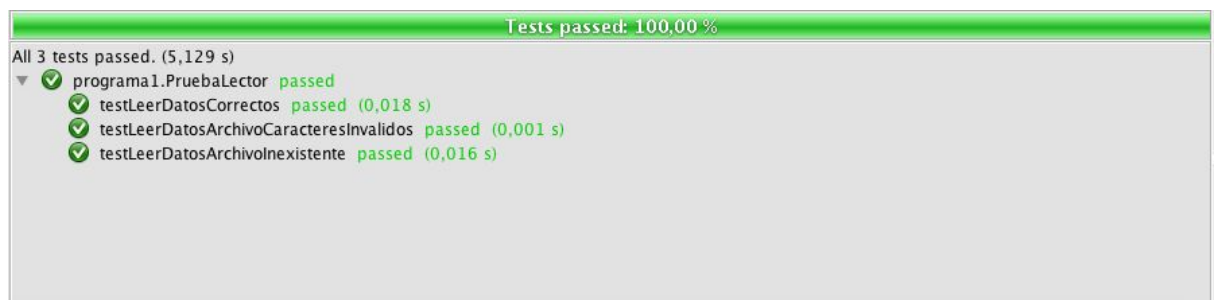 Tests passed: 100,00 %
All 3 tests passed. (5,129 s)
programa1.PruebaLector passed
testLeerDatosCorrectos passed (0,018 s)
testLeerDatosArchivoCaracteresInvalidos passed (0,001 s)
testLeerDatosArchivoInexistente passed (0,016 s)